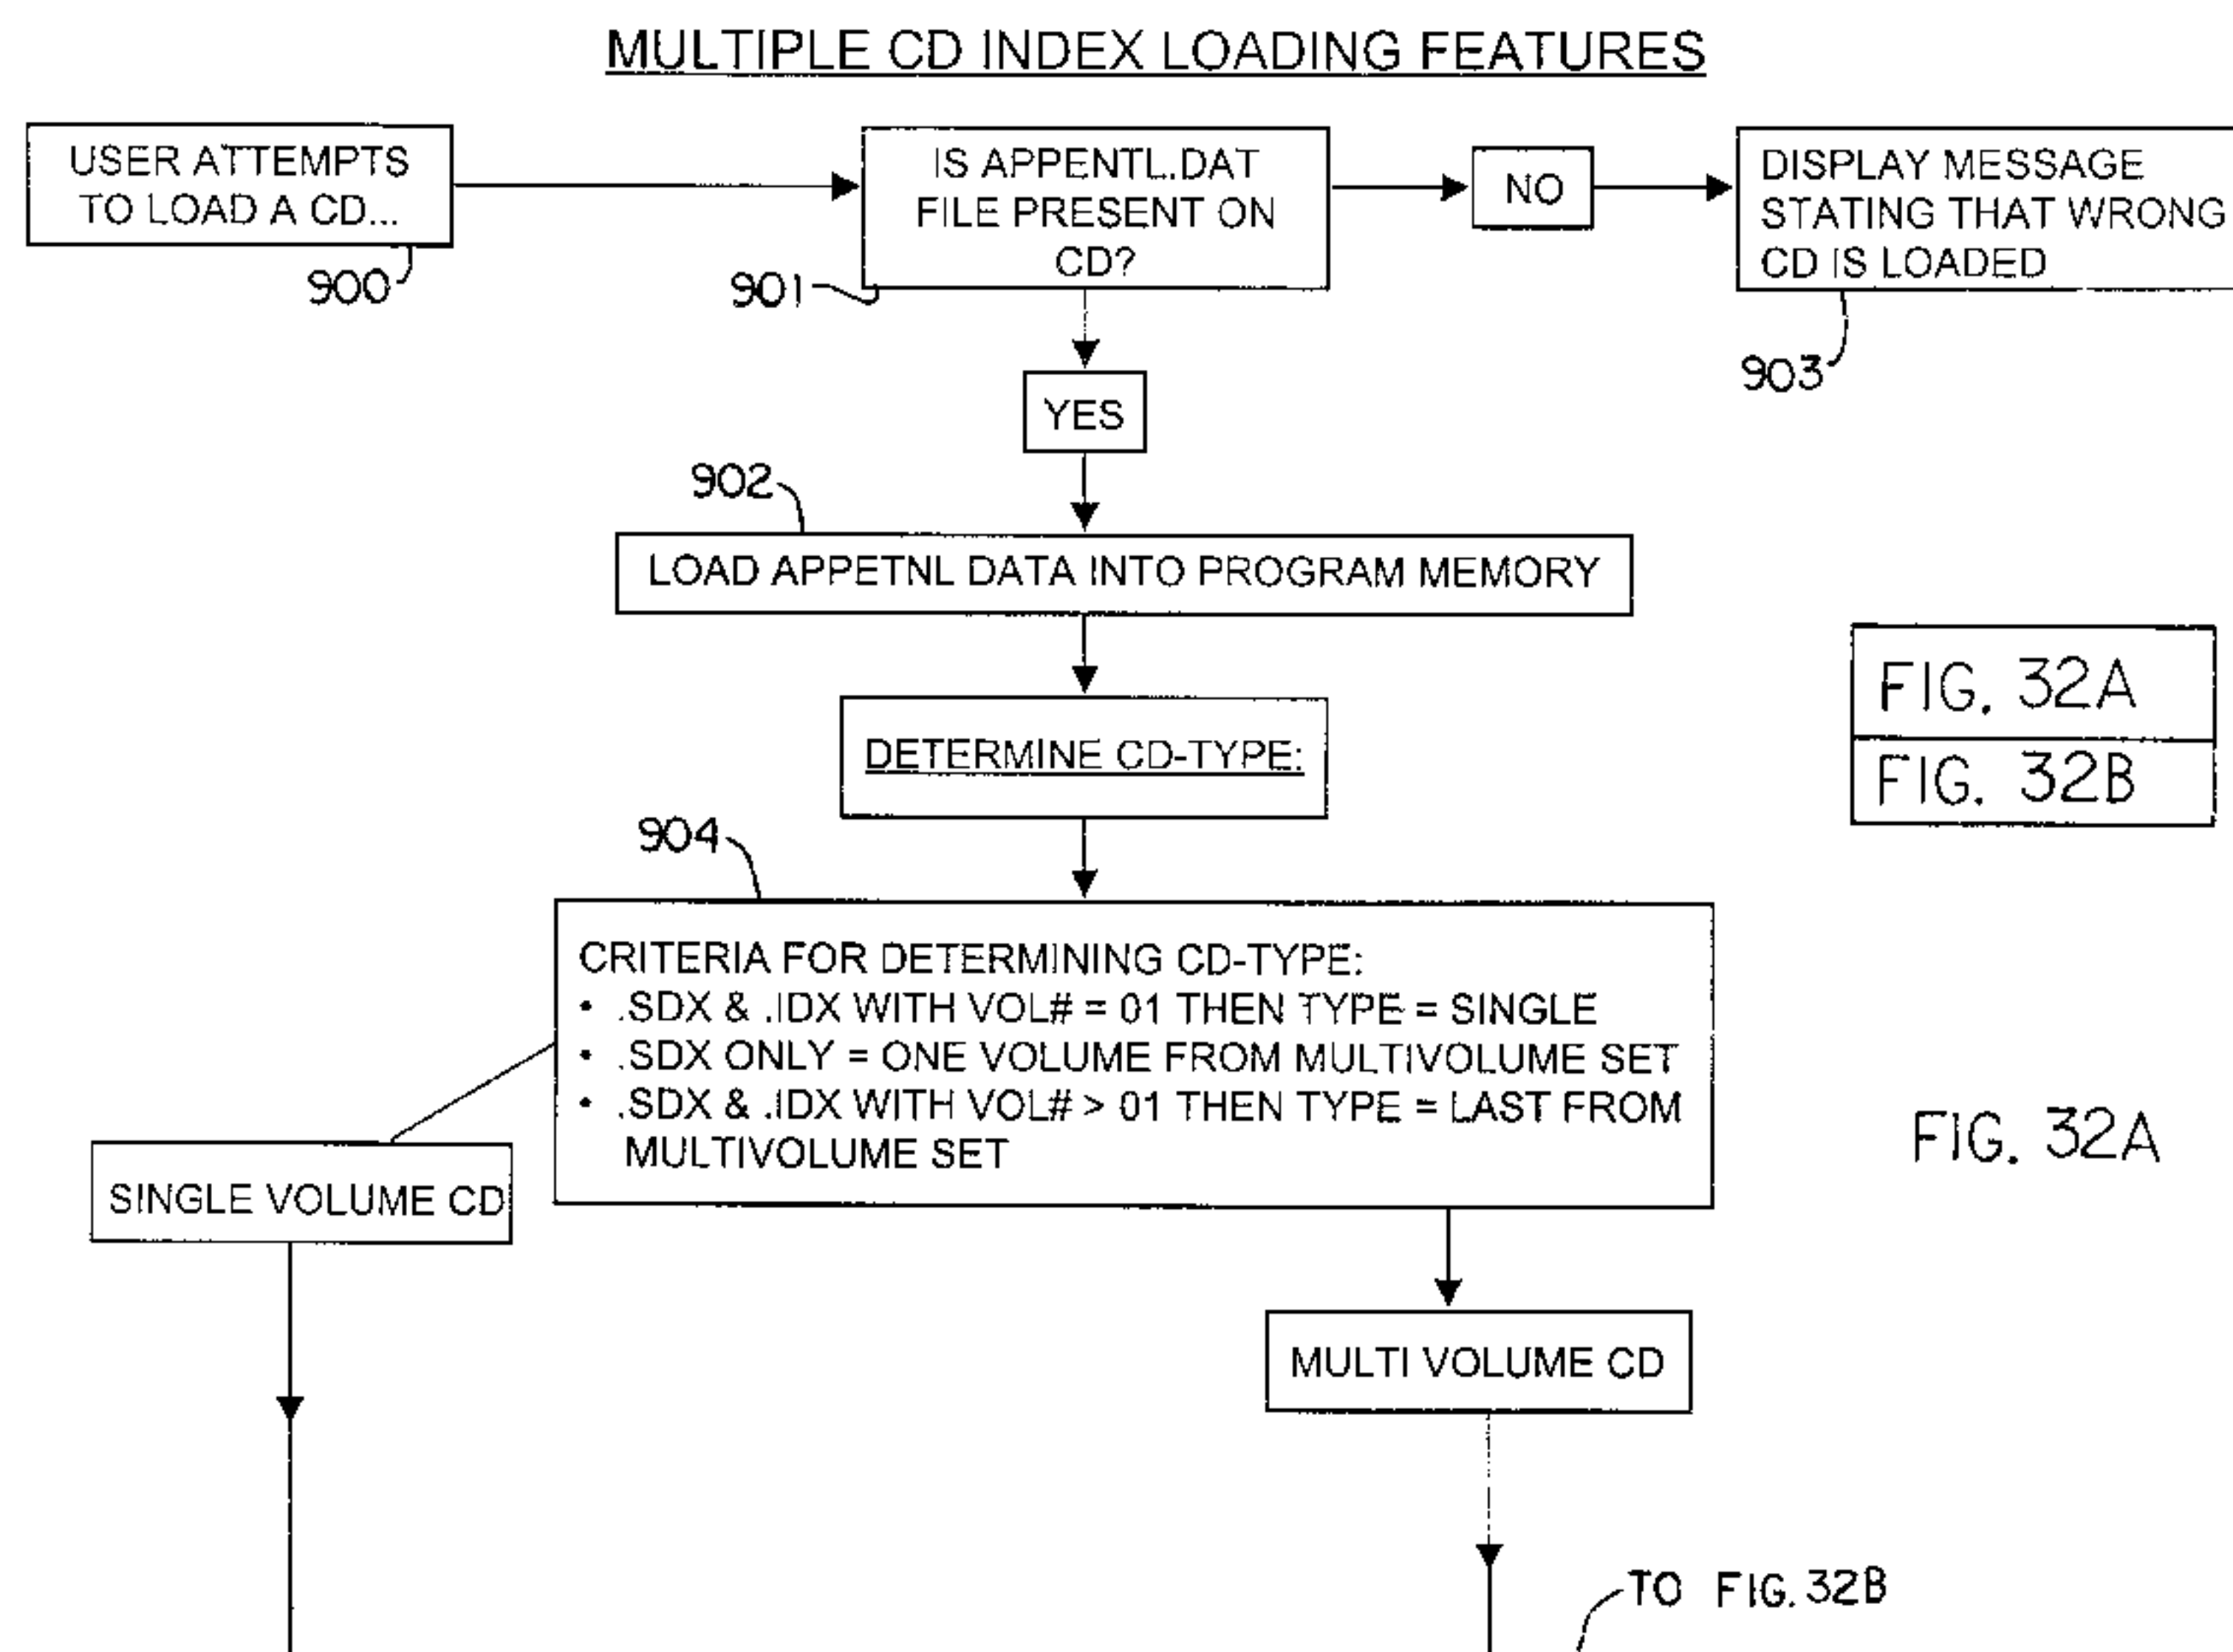 MULTIPLE CD INDEX LOADING FEATURES
USER ATTEMPTS
TO LOAD A CD...
900
IS APPENTL.DAT
FILE PRESENT ON
CD?
901
NO
DISPLAY MESSAGE
STATING THAT WRONG
CD IS LOADED
903
YES
902
LOAD APPETNL DATA INTO PROGRAM MEMORY
DETERMINE CD-TYPE:
FIG. 32A
FIG. 32B
904
CRITERIA FOR DETERMINING CD-TYPE:
• .SDX & .IDX WITH VOL# = 01 THEN TYPE = SINGLE
• .SDX ONLY = ONE VOLUME FROM MULTIVOLUME SET
• .SDX & .IDX WITH VOL# > 01 THEN TYPE = LAST FROM
MULTIVOLUME SET
SINGLE VOLUME CD
FIG. 32A
MULTI VOLUME CD
TO FIG. 32B